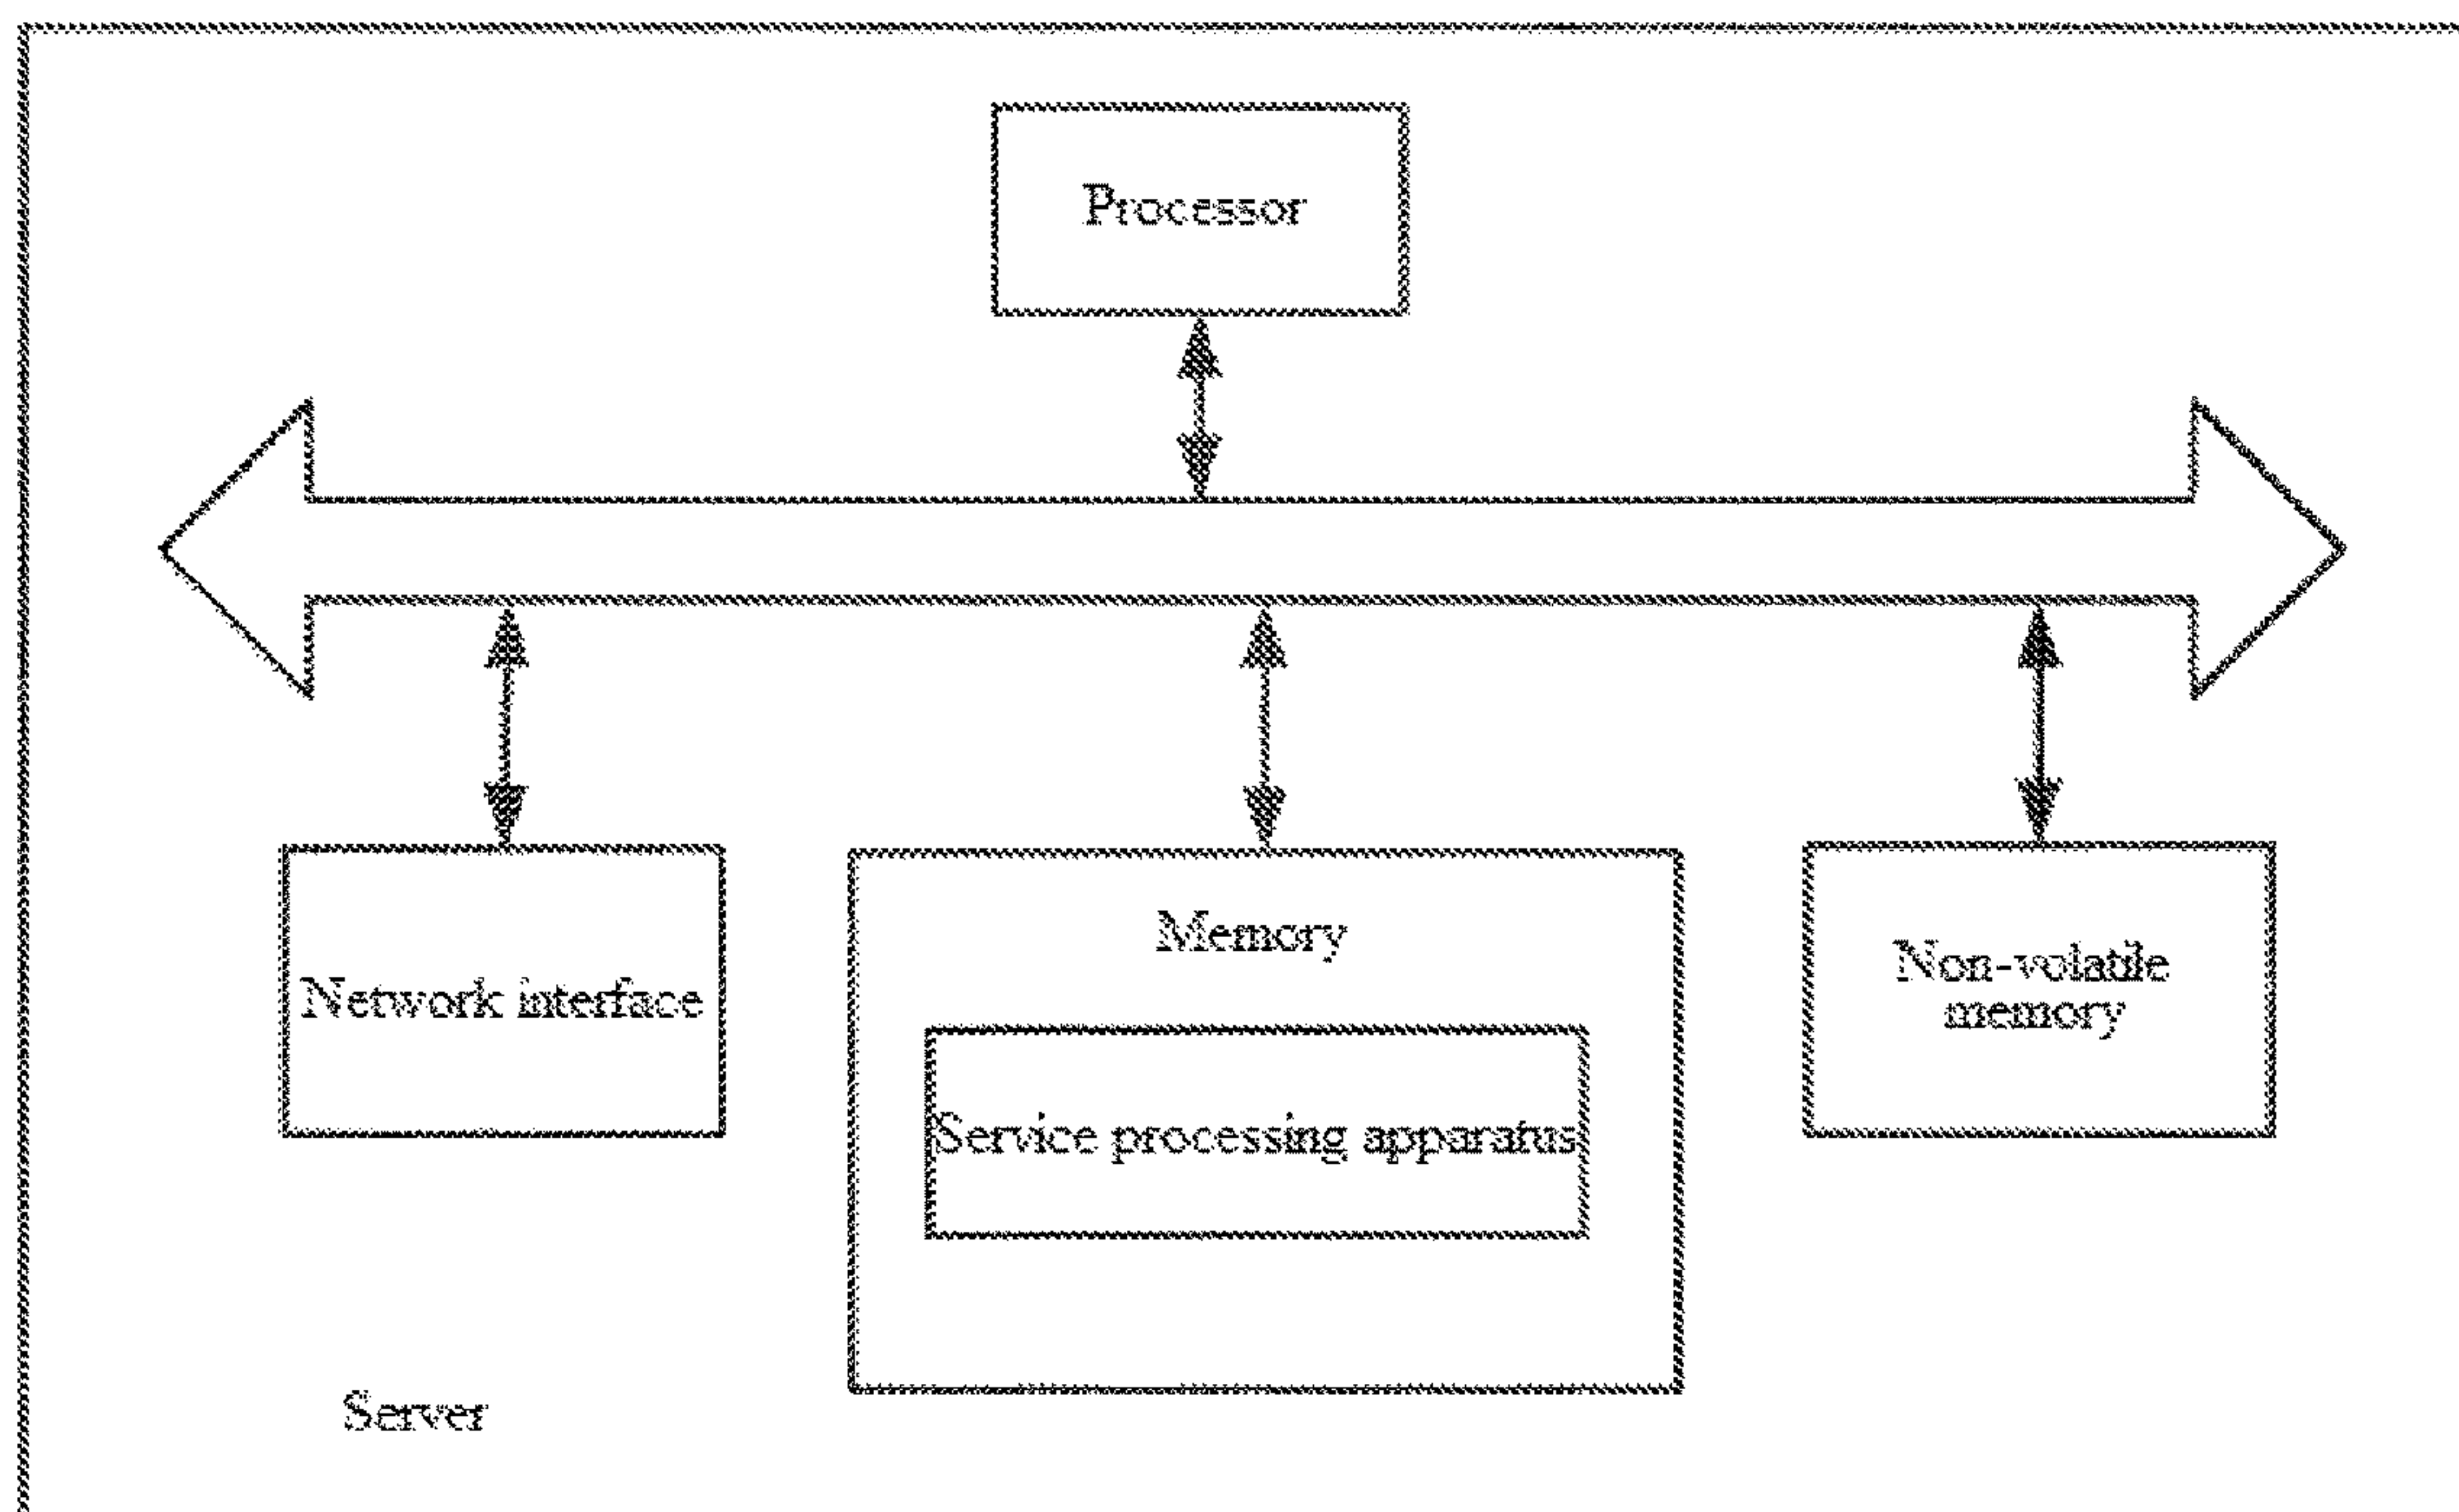 Processor
Network interface
Memory
Service processing apparatus
Non-volatile
memory
Server